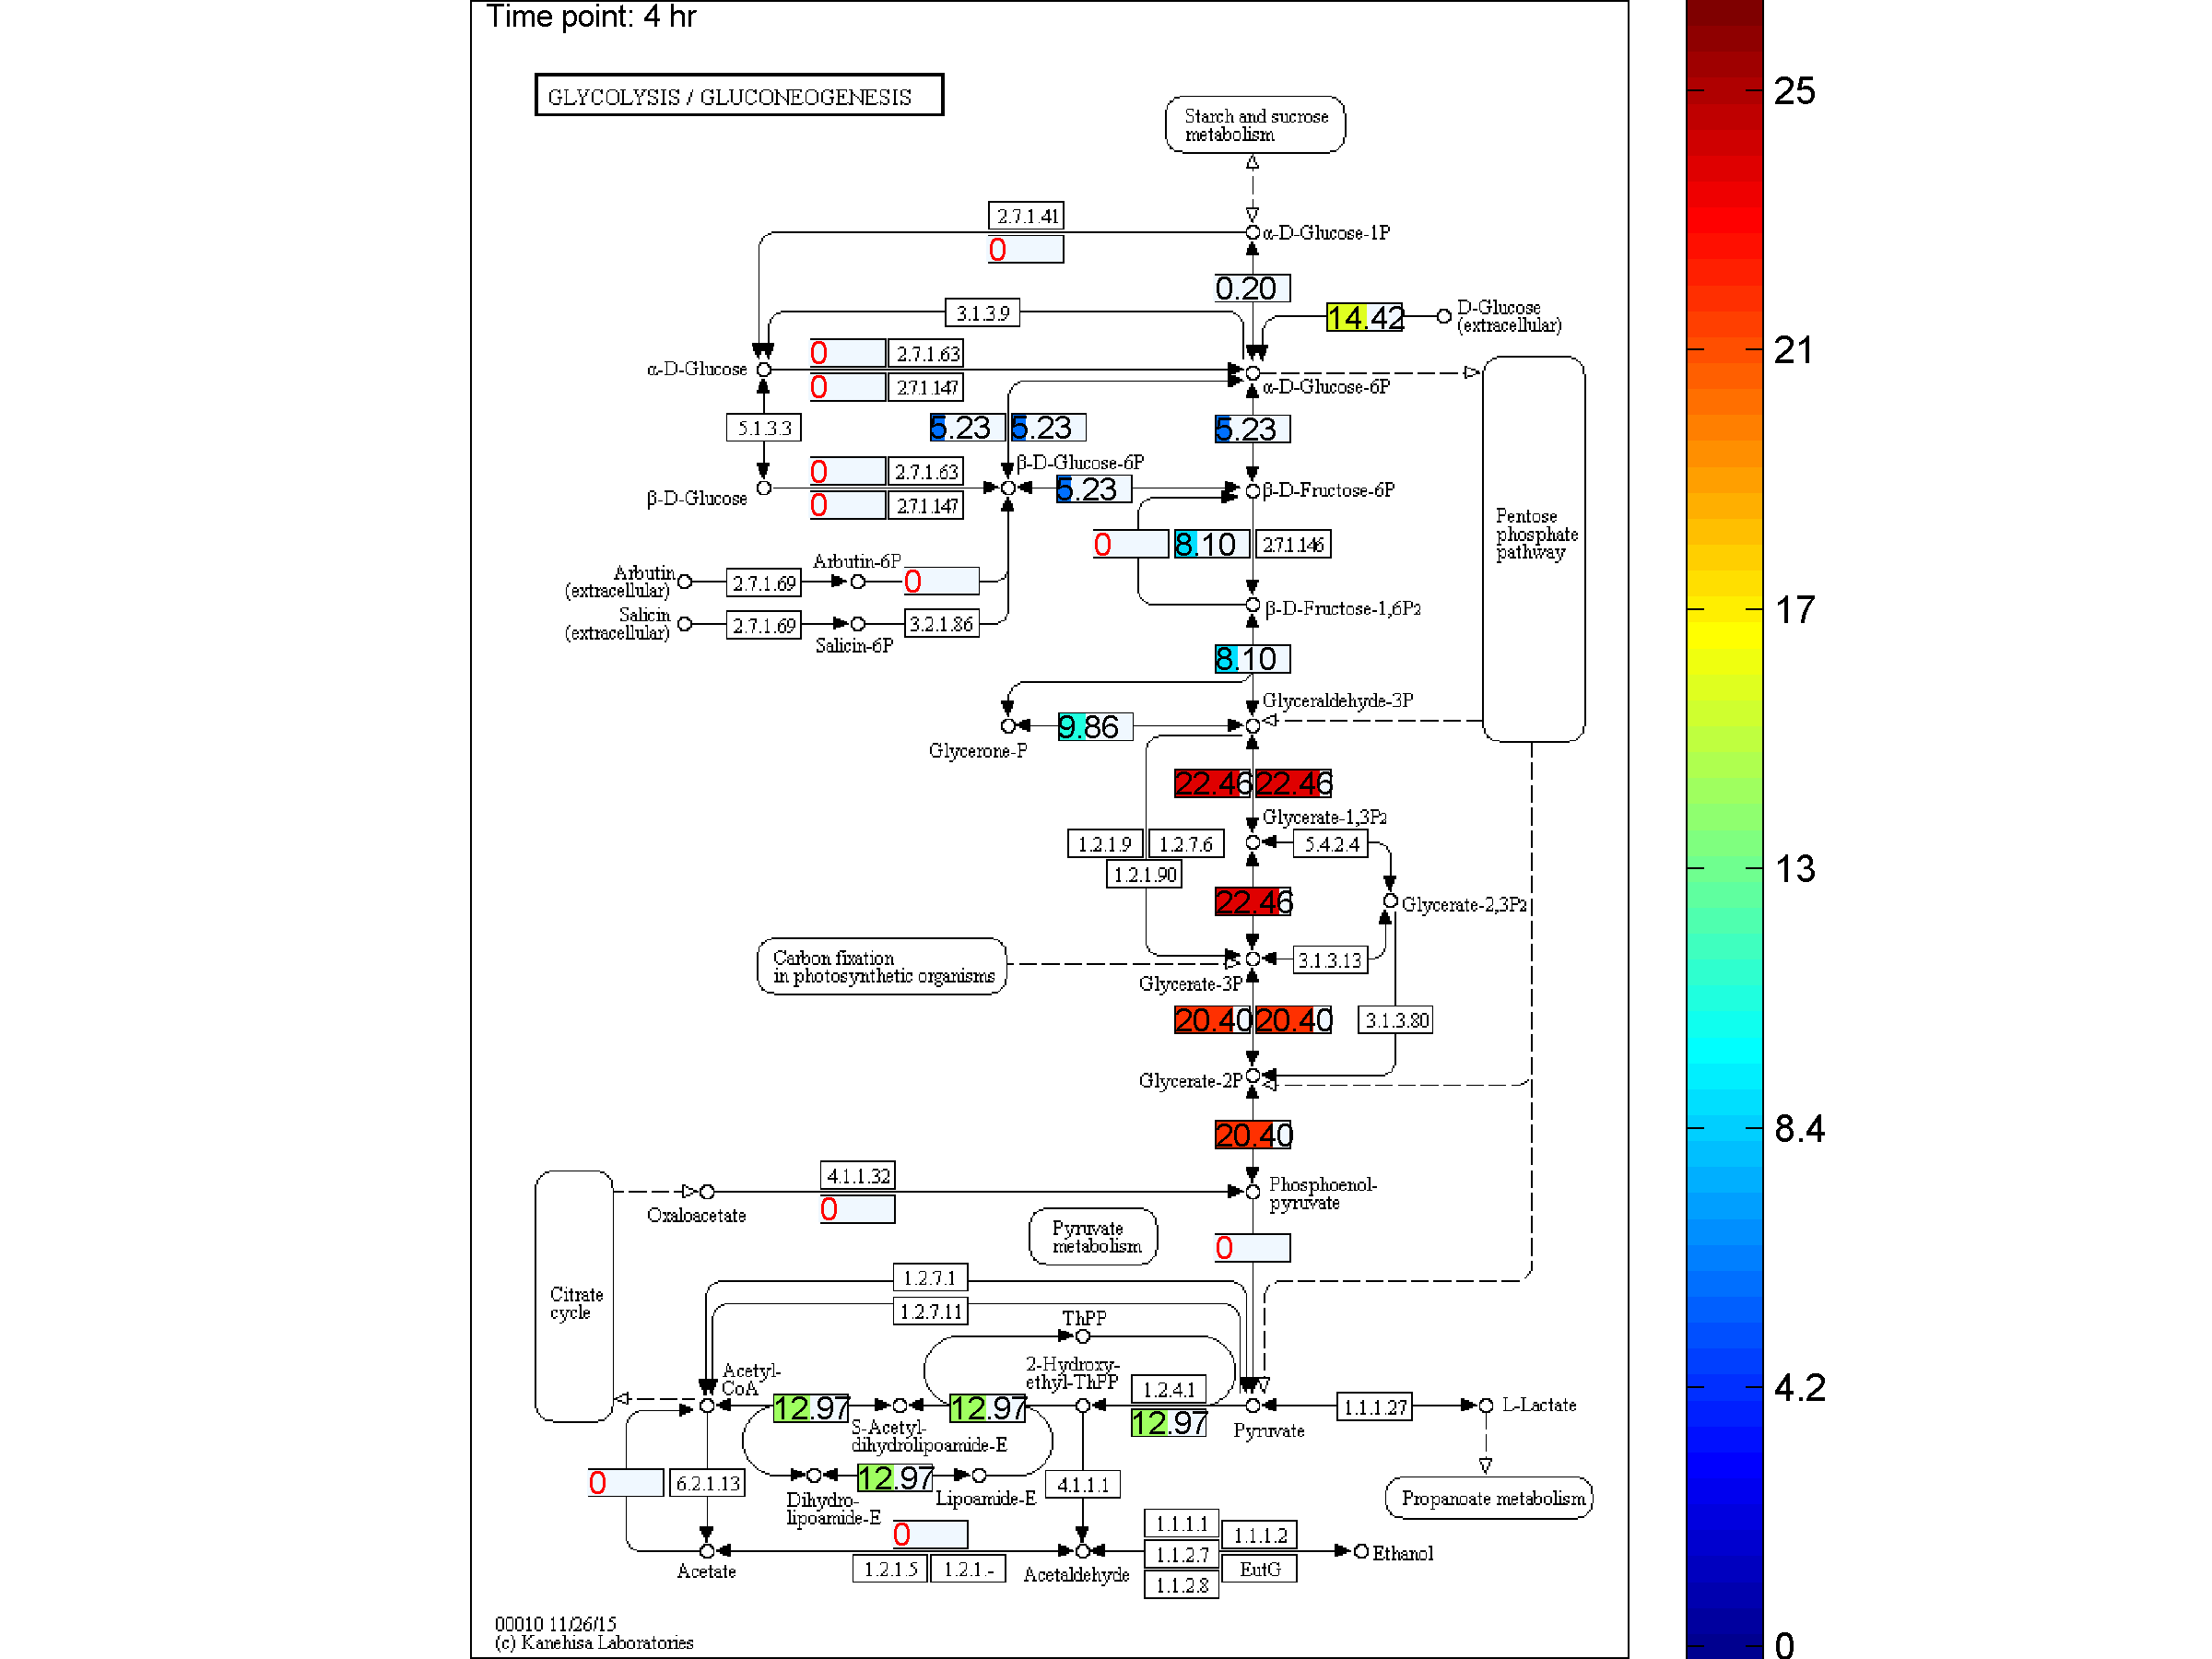 Time point: 4 hr
GLYCOLYSIS / GLUCONEOGENESIS
Starch and sucrose
metabolism
2.7.1.41
0
α-D-Glucose-1P
0.20
3.1.3.9
14.42
D-Glucose
(extracellular)
0
2.7.1.63
α-D-Glucose
0
2.7.1.147
α-D-Glucose-6P
5.1.3.3
5.23
5.23
5.23
0
2.7.1.63
β-D-Glucose-6P
β-D-Glucose
0
2.7.1.147
5.23
β-D-Fructose-6P
Pentose
phosphate
pathway
0
8.10
2.7.1.146
Arbutin
(extracellular)
2.7.1.69
Arbutin-6P
0
Salicin
(extracellular)
2.7.1.69
Salicin-6P
3.2.1.86
β-D-Fructose-1,6P2
8.10
Glyceraldehyde-3P
Glycerone-P
9.86
22.46
22.46
Glycerate-1,3P2
1.2.1.9
1.2.7.6
1.2.1.90
5.4.2.4
22.46
Glycerate-2,3P2
Carbon fixation
in photosynthetic organisms
3.1.3.13
Glycerate-3P
20.40
20.40
3.1.3.80
Glycerate-2P
20.40
4.1.1.32
0
Oxaloacetate
Phosphoenol-
pyruvate
Pyruvate
metabolism
0
Citrate
cycle
1.2.7.1
1.2.7.11
ThPP
Acetyl-
CoA
2-Hydroxy-
ethyl-ThPP
1.2.4.1
12.97
12.97
12.97
S-Acetyl-
dihydrolipoamide-E
Pyruvate
1.1.1.27
L-Lactate
0
6.2.1.13
12.97
Dihydro-
lipoamide-E
Lipoamide-E
4.1.1.1
Propanoate metabolism
0
1.2.1.5
1.2.1.-
Acetate
Acetaldehyde
1.1.1.1
1.1.1.2
1.1.2.7
1.1.2.8
EutG
Ethanol
00010 11/26/15
(c) Kanehisa Laboratories
25
21
17
13
8.4
4.2
0